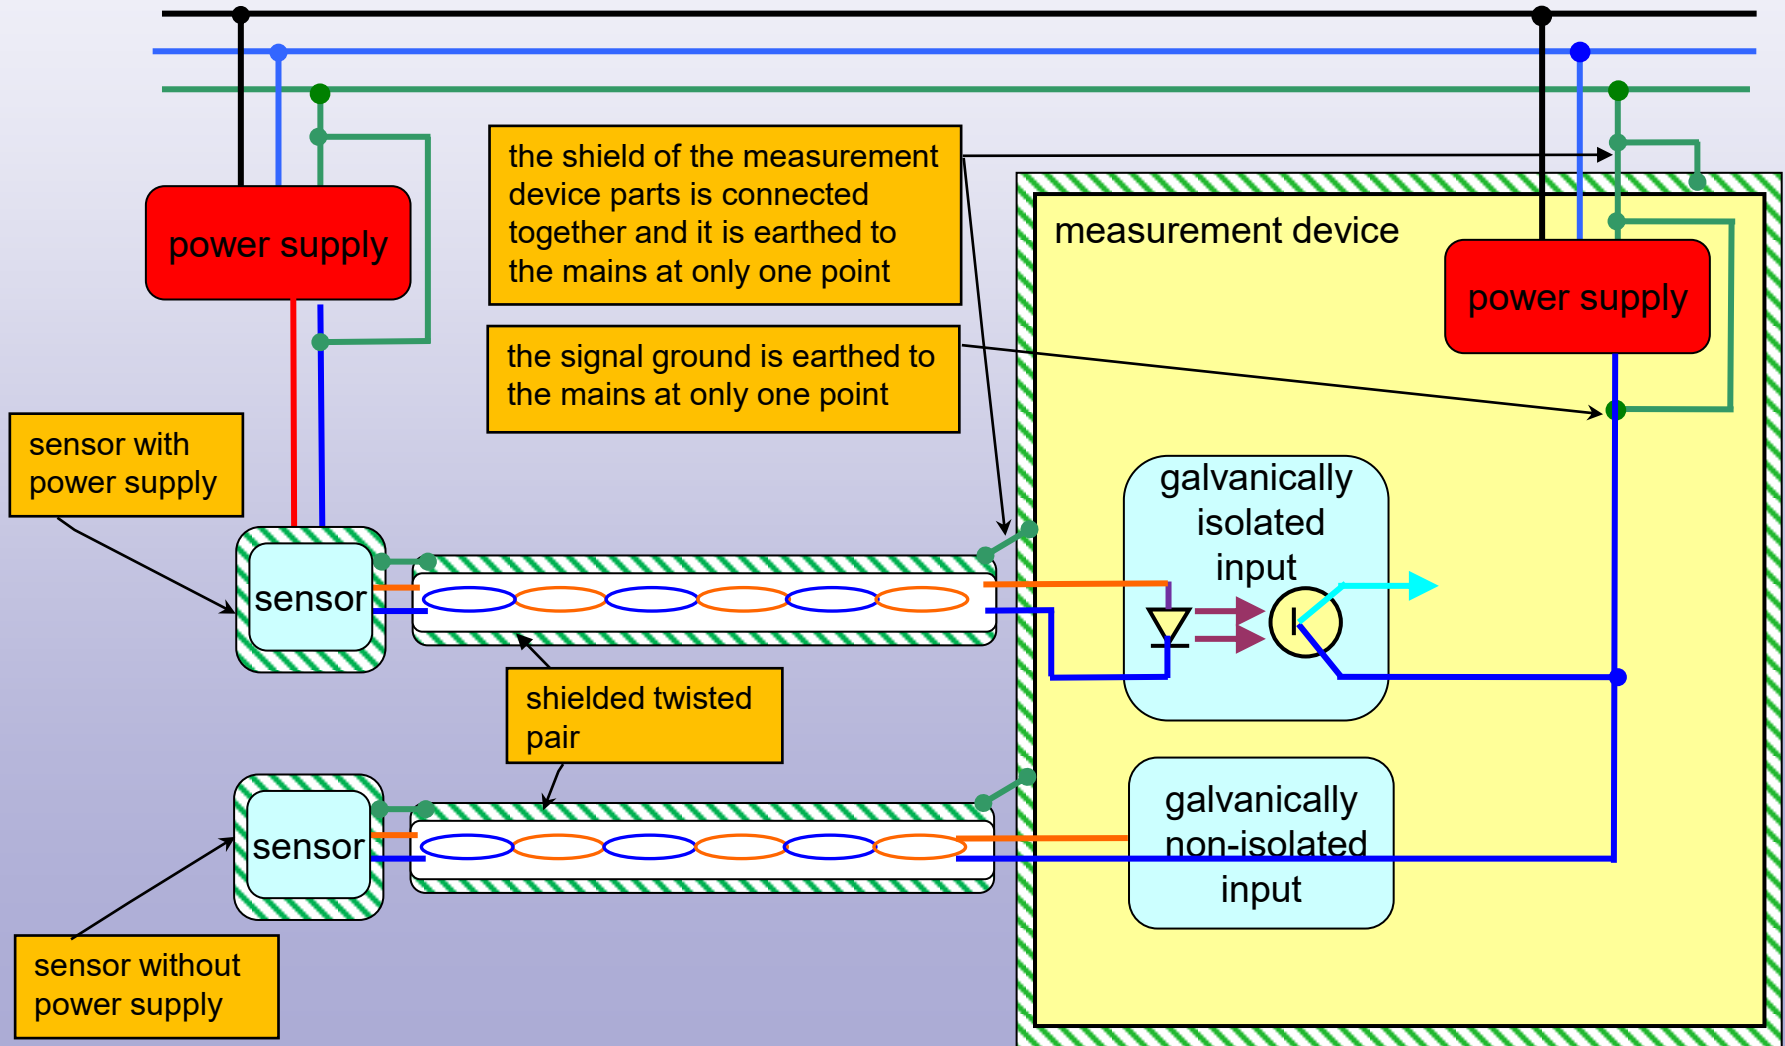 the shield of the measurement
device parts is connected
together and it is earthed to
the mains at only one point
measurement device
power supply
power supply
the signal ground is earthed to
the mains at only one point
sensor with
power supply
galvanically
isolated
input
sensor
shielded twisted
pair
sensor
galvanically
non-isolated
input
sensor without
power supply